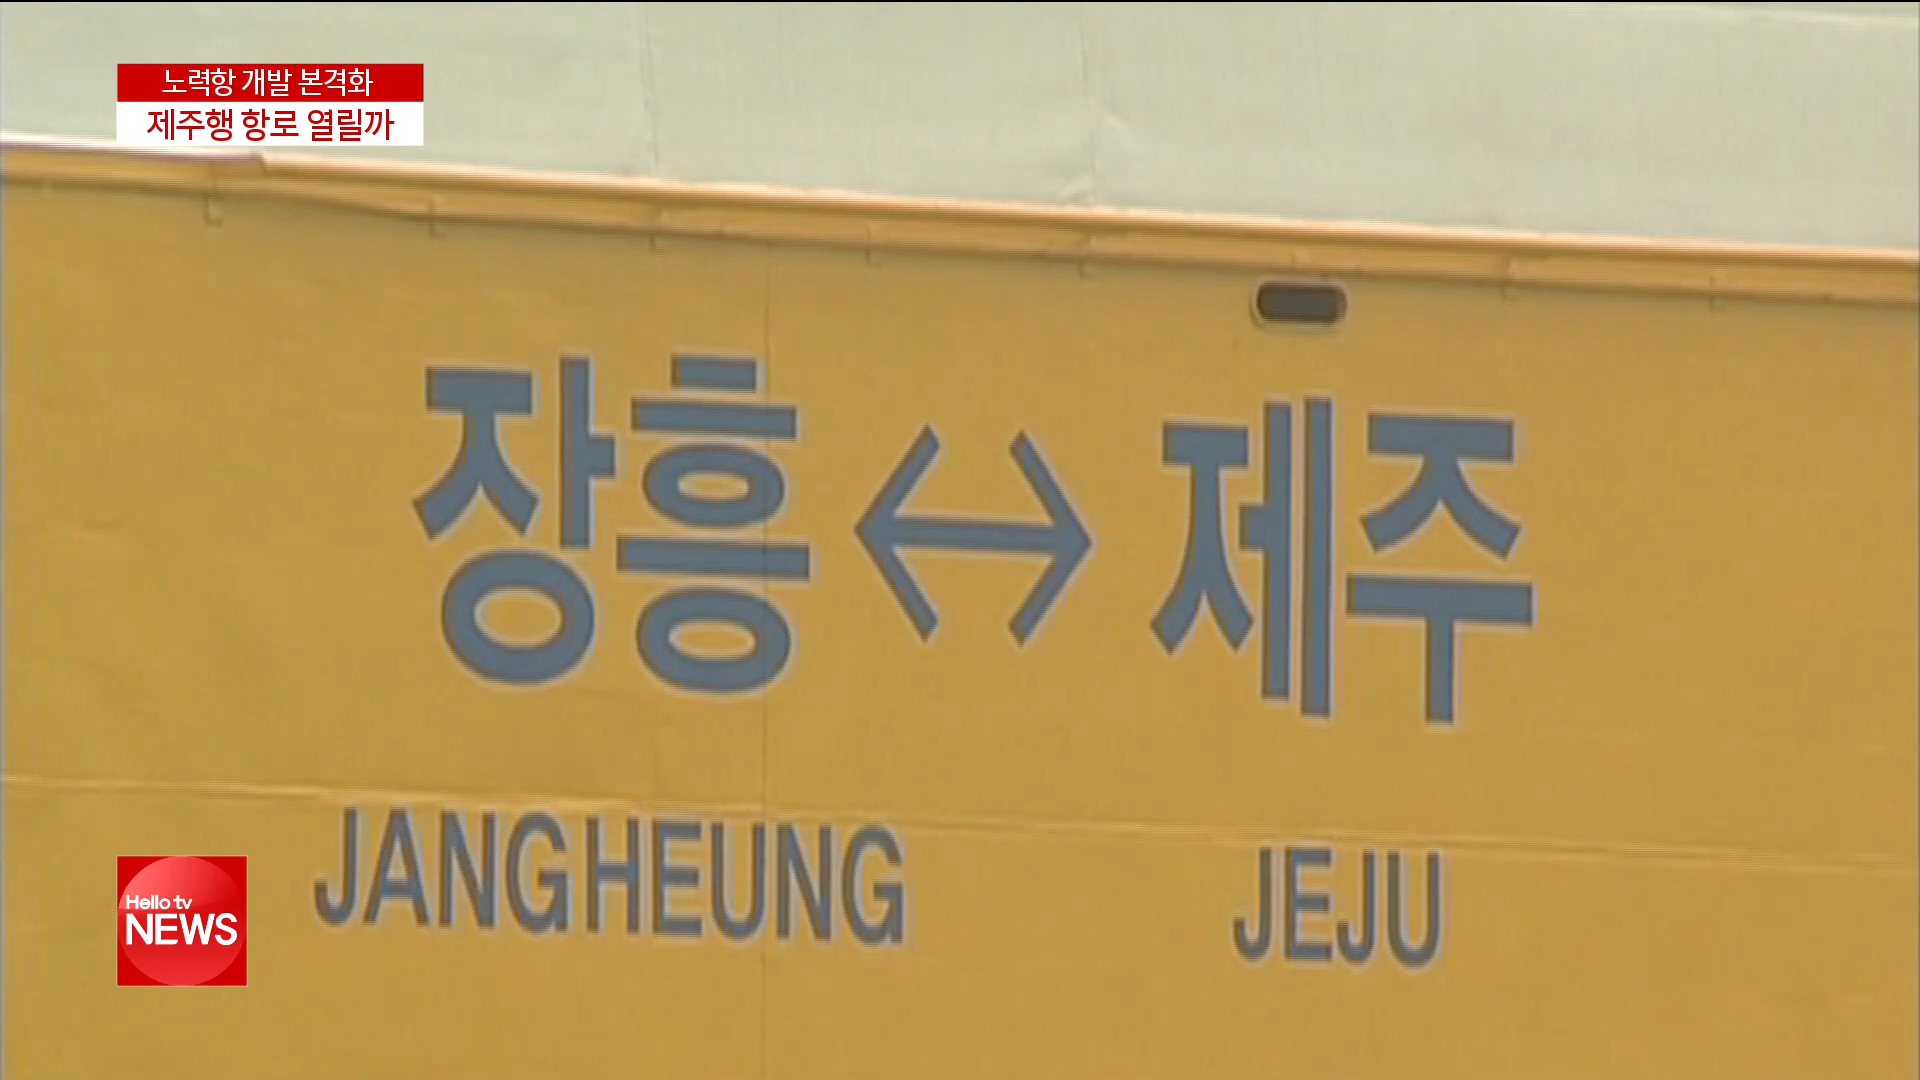 노력항 개발 본격화
제주행 항로 열릴까
장흥 ↔ 제주
JANGHEUNG JEJU
Hello tv
NEWS